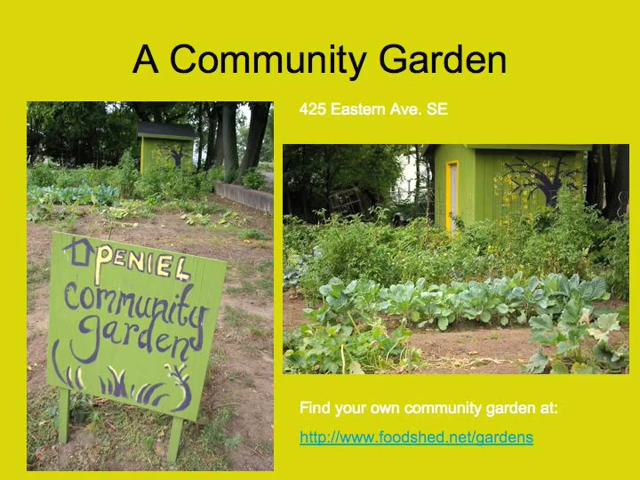 A Community Garden
425 Eastern Ave. SE
PENIEL
community
garden
Find your own community garden at:
http://www.foodshed.net/gardens